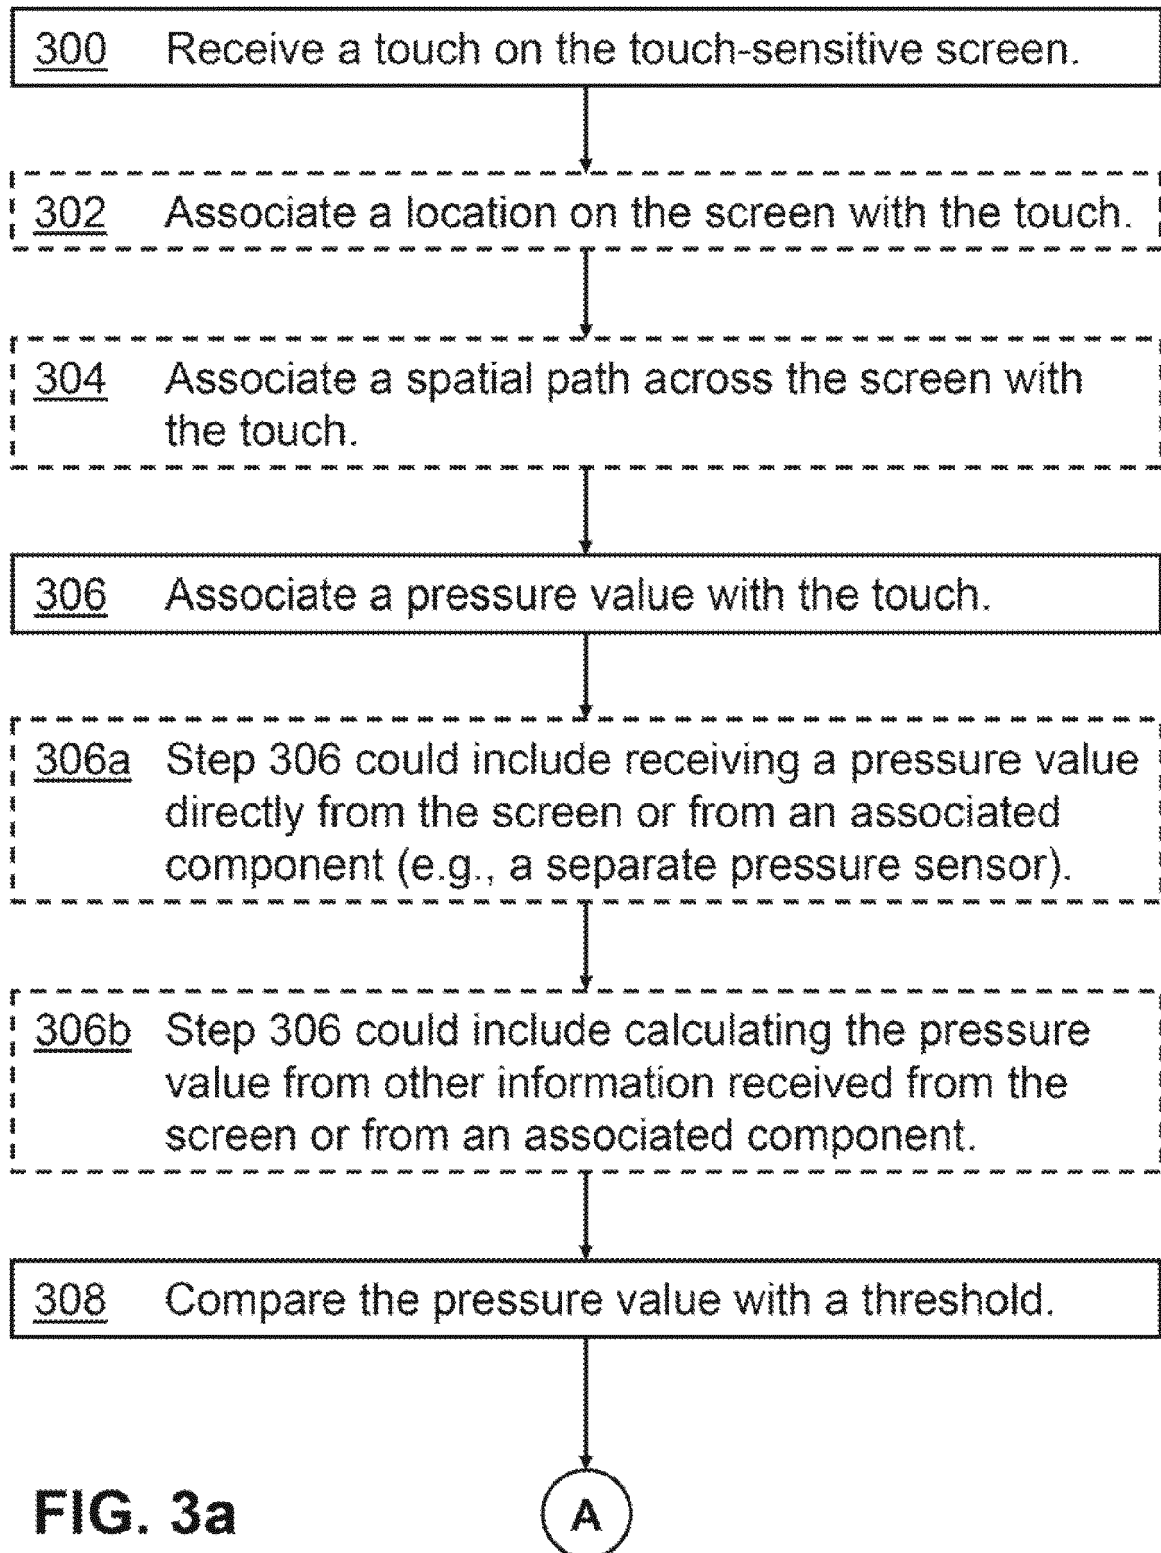 300 Receive a touch on the touch-sensitive screen.
302 Associate a location on the screen with the touch.
304 Associate a spatial path across the screen with
the touch.
306 Associate a pressure value with the touch.
306a Step 306 could include receiving a pressure value
directly from the screen or from an associated
component (e.g., a separate pressure sensor).
306b Step 306 could include calculating the pressure
value from other information received from the
screen or from an associated component.
308 Compare the pressure value with a threshold.
FIG. 3a
A